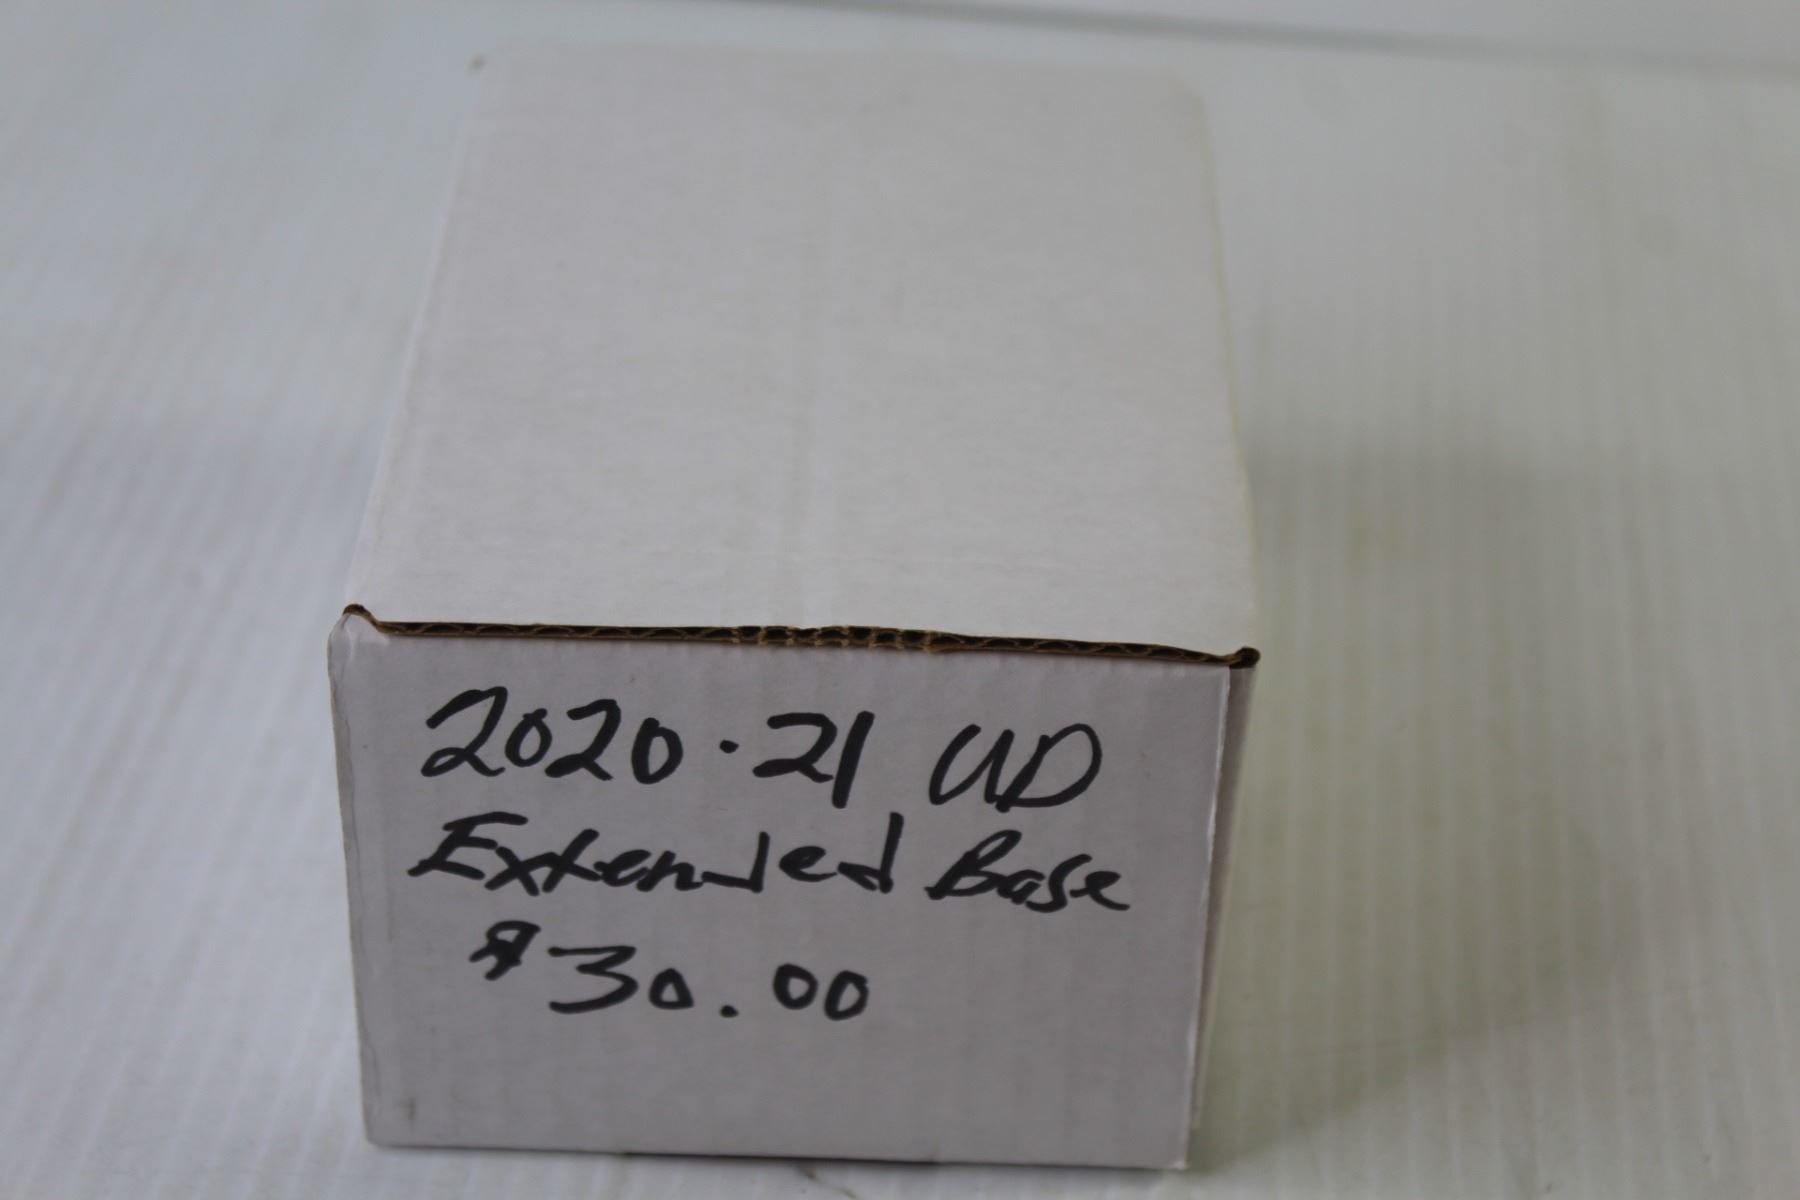 2020-21 UD
Extended Base
$30.00